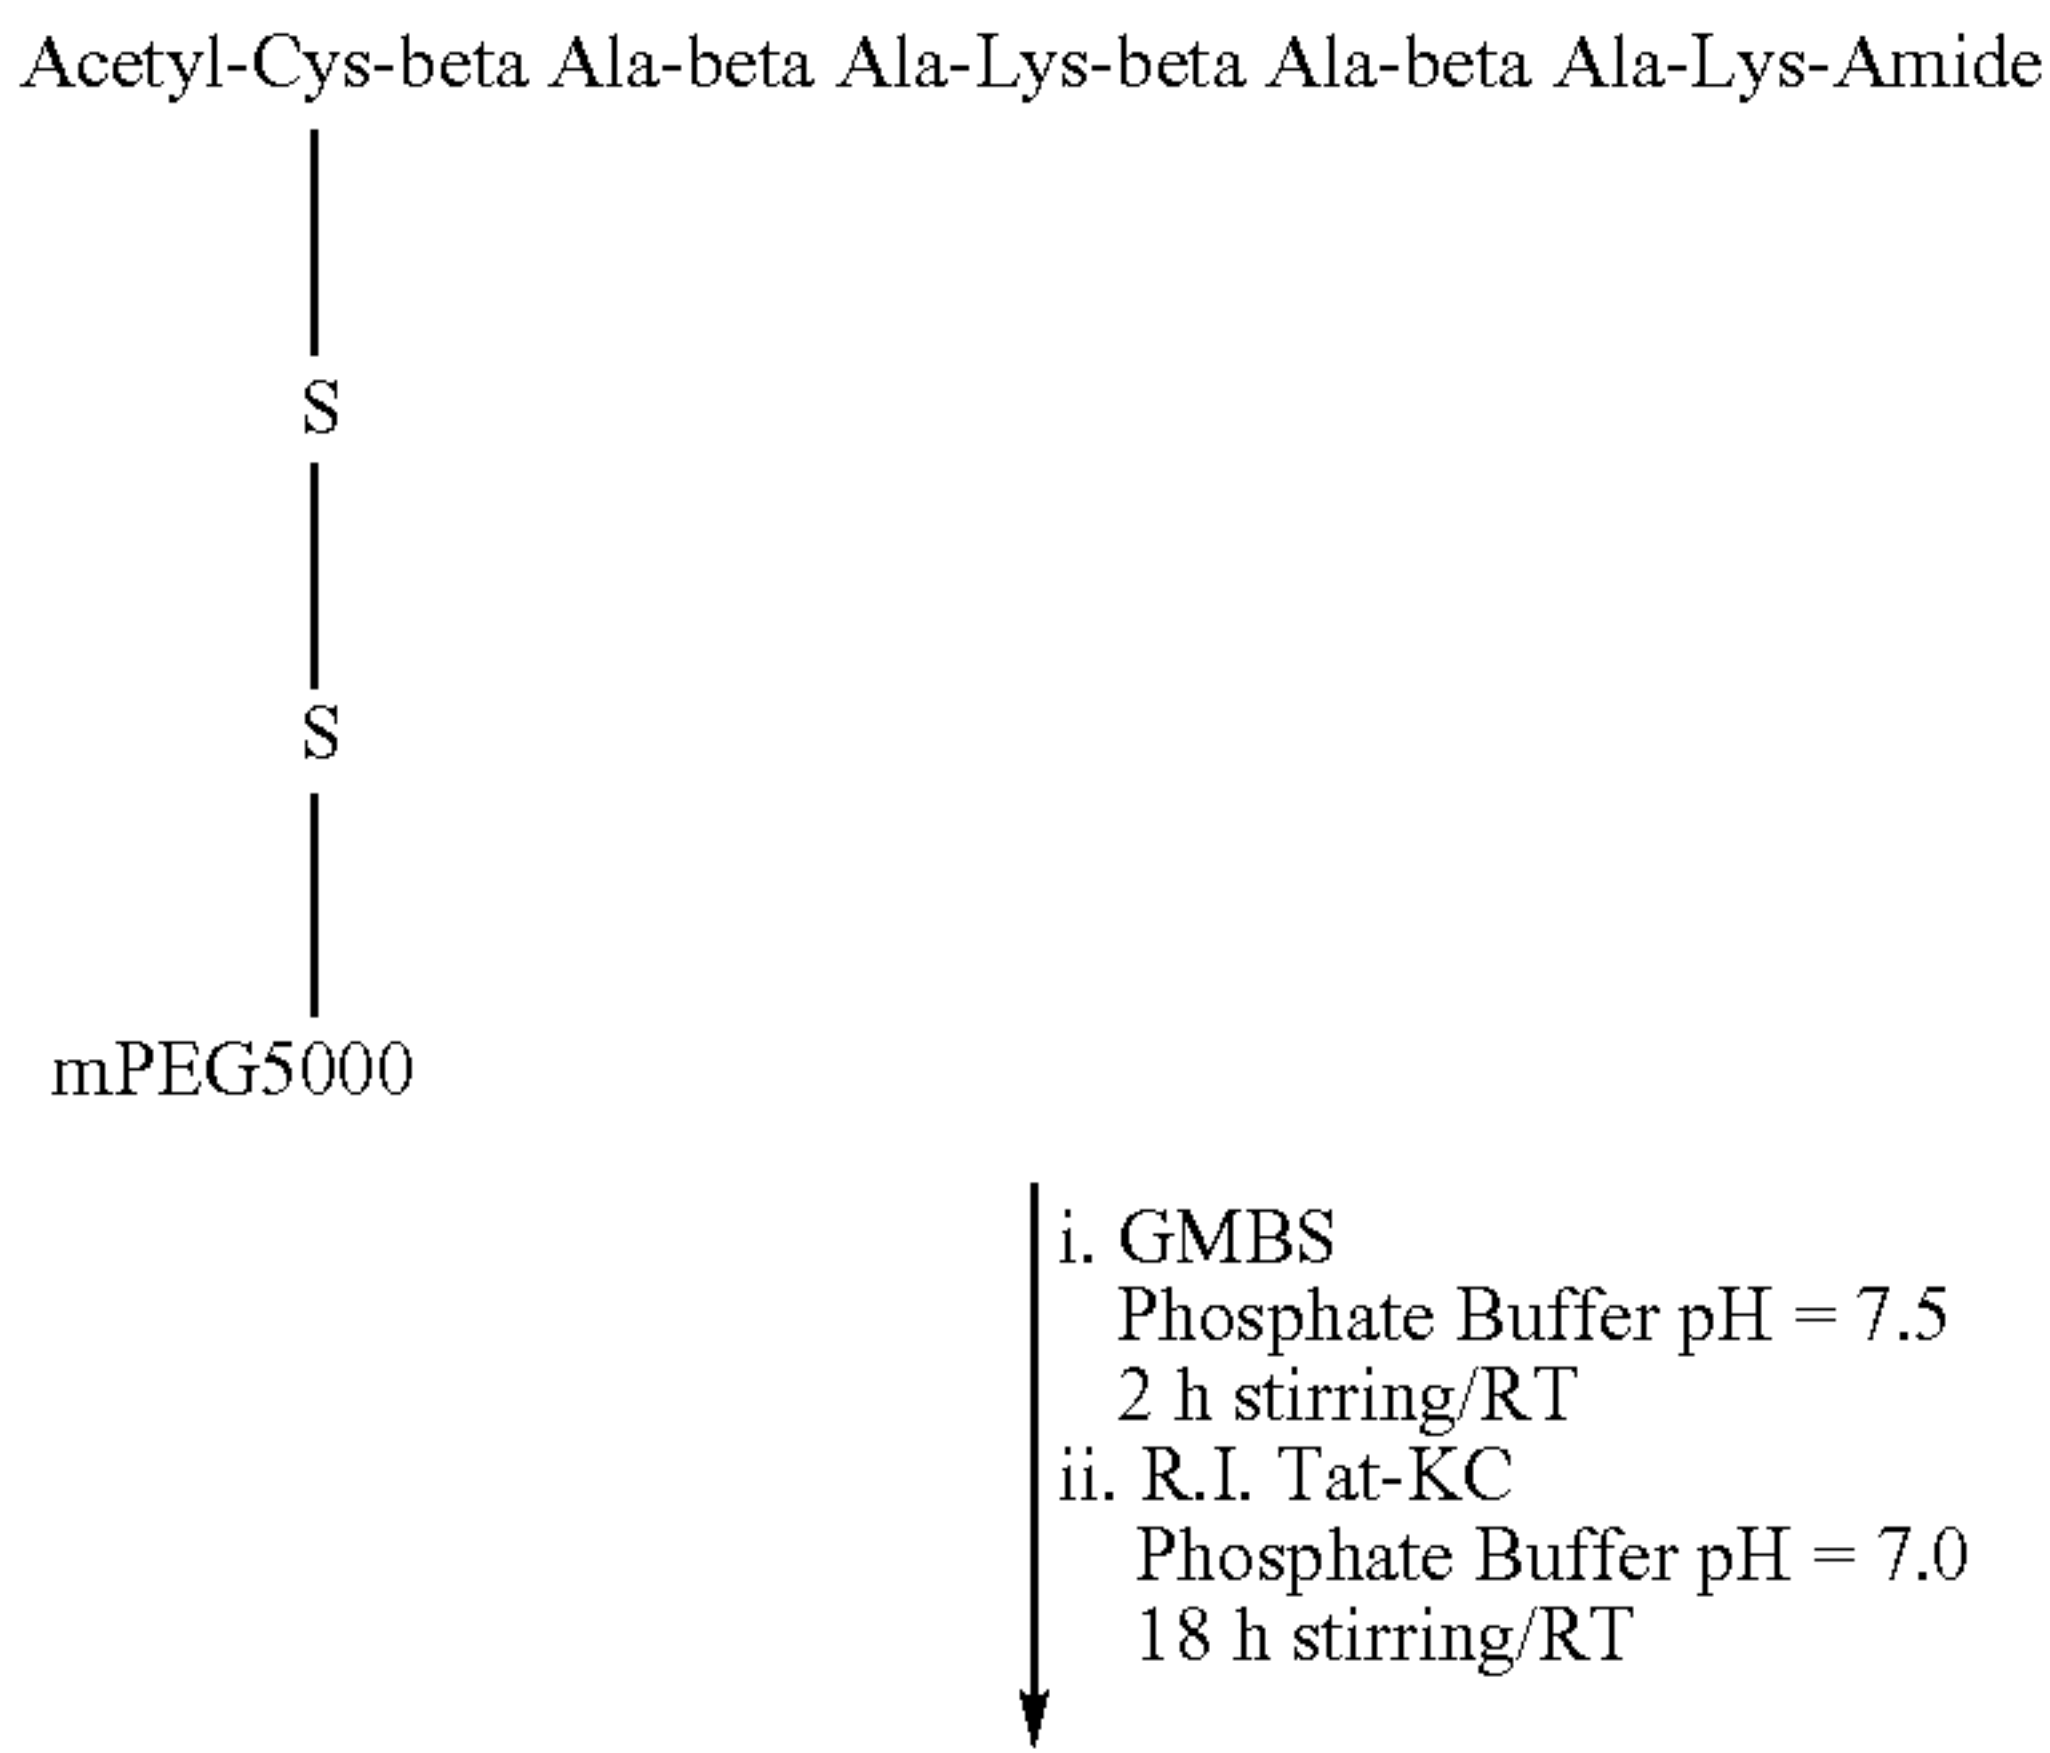 Acetyl-Cys-beta Ala-beta Ala-Lys-beta Ala-beta Ala-Lys-Amide
S
S
mPEG5000
i. GMBS
Phosphate Buffer pH = 7.5
2 h stirring/RT
ii. R.I. Tat-KC
Phosphate Buffer pH = 7.0
18 h stirring/RT